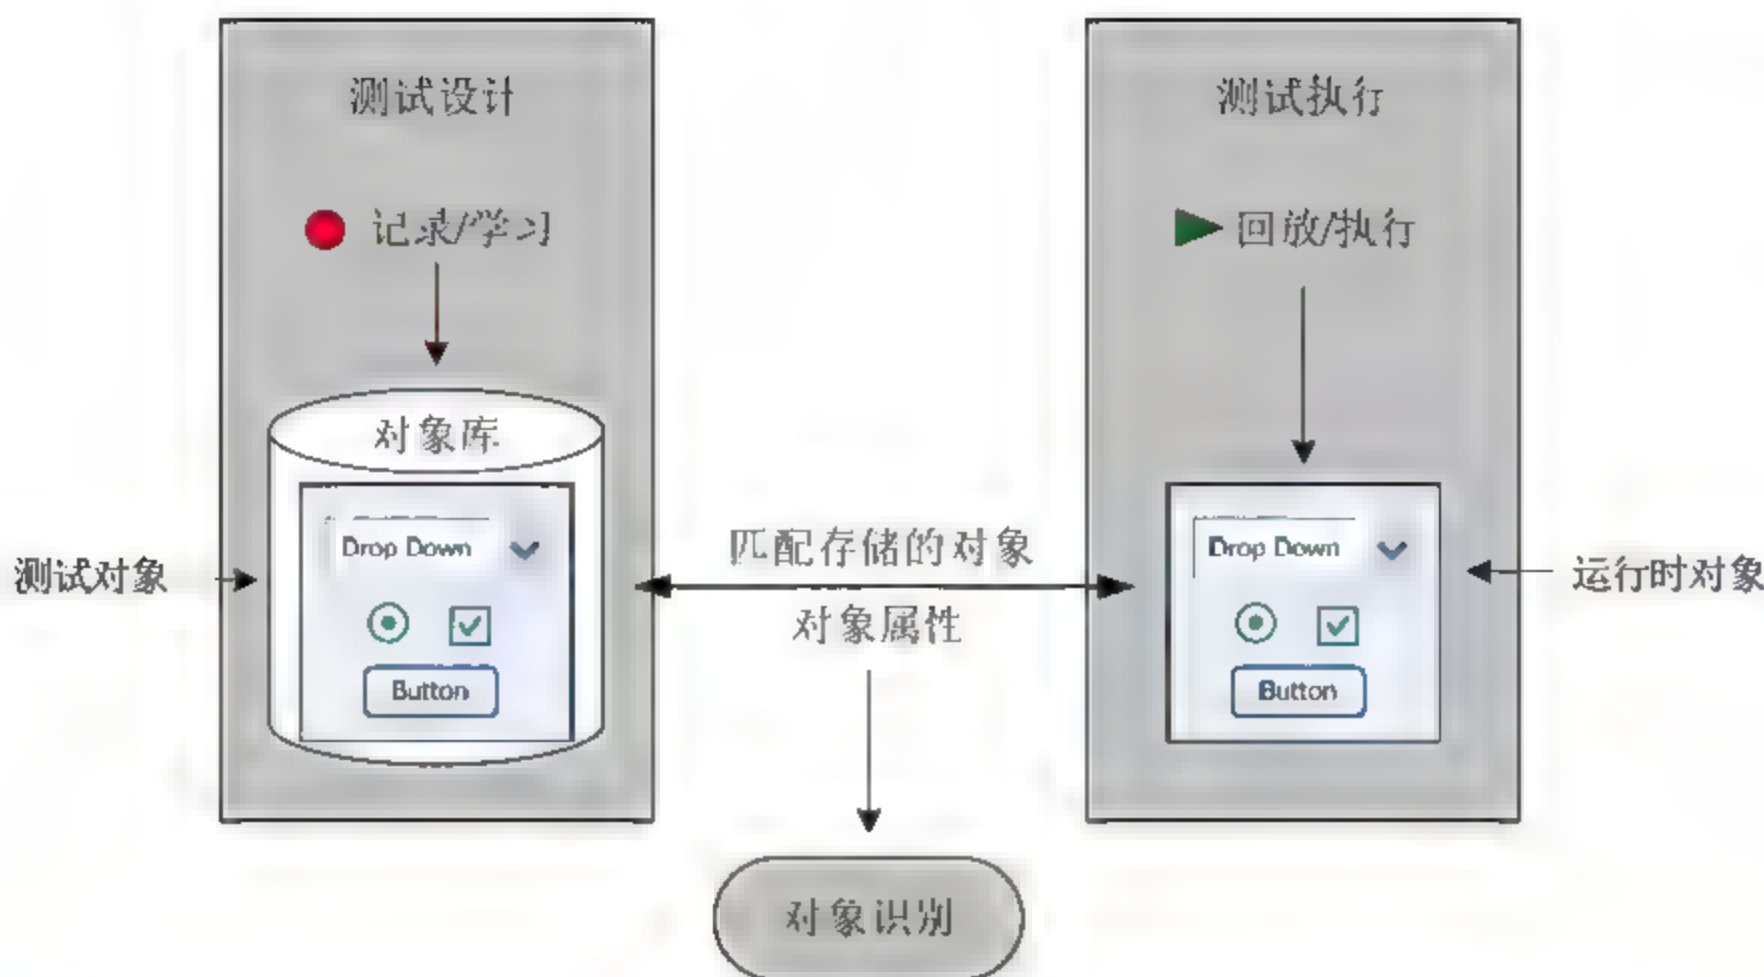 测试设计
测试执行
记录/学习
回放/执行
对象库
Drop Down
Drop Down
匹配存储的对象
对象属性
测试对象
运行时对象
Button
Button
对象识别